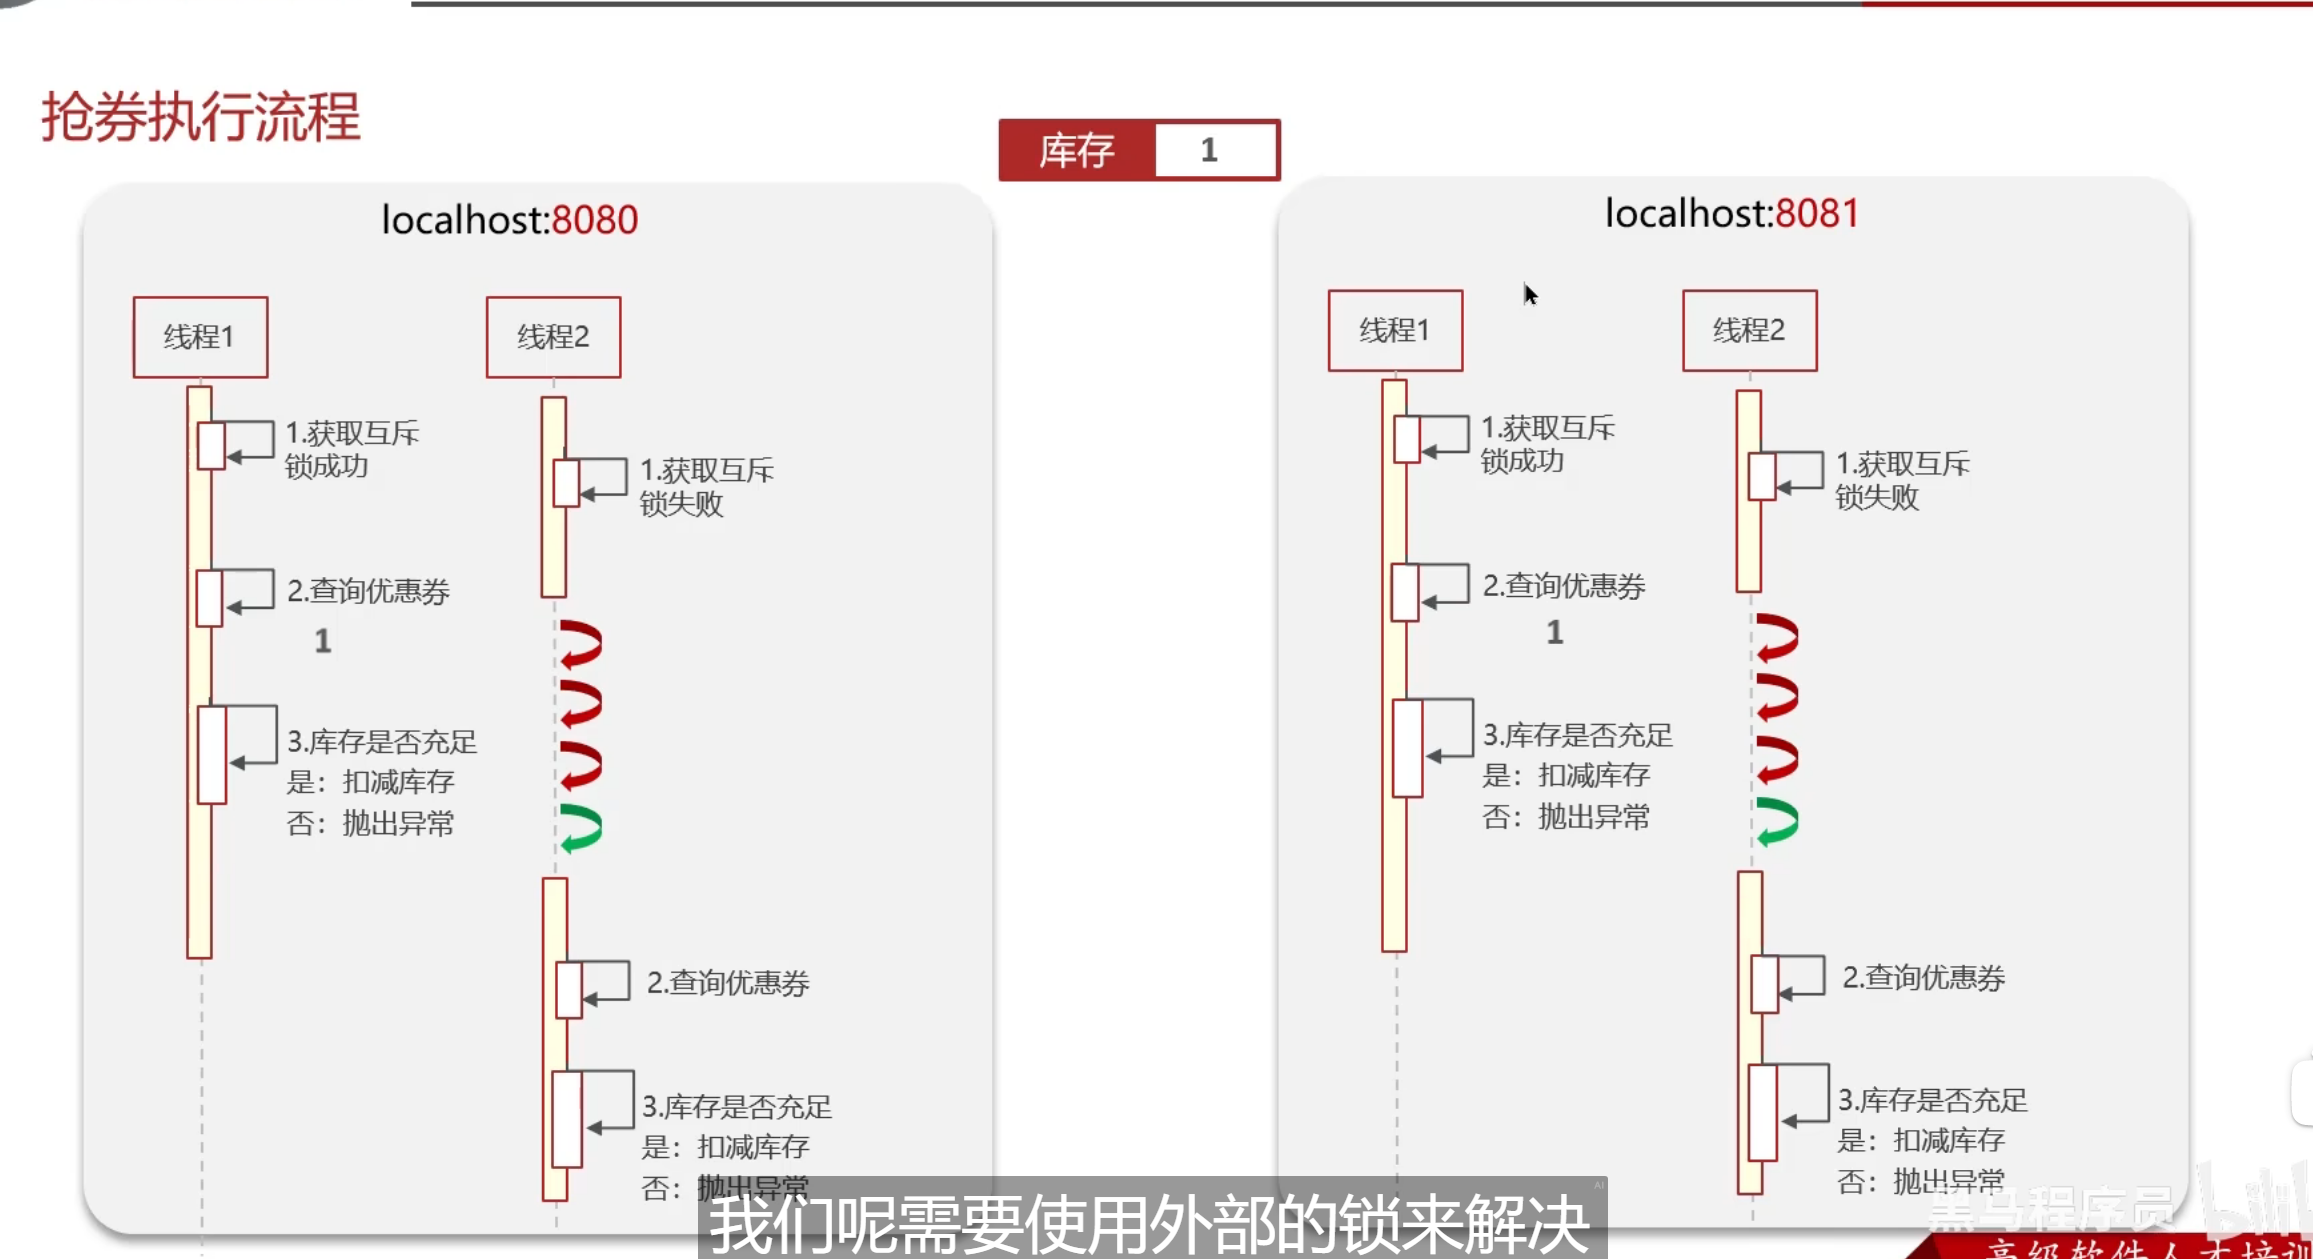 抢券执行流程
库存 1
localhost:8080
线程1
1.获取互斥
锁成功
2.查询优惠券
1
3.库存是否充足
是：扣减库存
否：抛出异常
线程2
1.获取互斥
锁失败
2.查询优惠券
3.库存是否充足
是：扣减库存
否：抛出异常
localhost:8081
线程1
1.获取互斥
锁成功
2.查询优惠券
1
3.库存是否充足
是：扣减库存
否：抛出异常
线程2
1.获取互斥
锁失败
2.查询优惠券
3.库存是否充足
是：扣减库存
否：抛出异常
AI
我们呢需要使用外部的锁来解决
黑马程序员
bili
高级软件人才培训